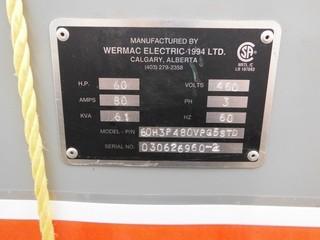 MANUFACTURED BY
WERMAC ELECTRIC-1994 LTD.
CALGARY, ALBERTA
(403) 279-2358
H.P. 60 VOLTS 460
AMPS 80 PH 3
KVA 61 HZ 60
MODEL - P/N 60H3P480VPG5STD
SERIAL NO. 030626960-2